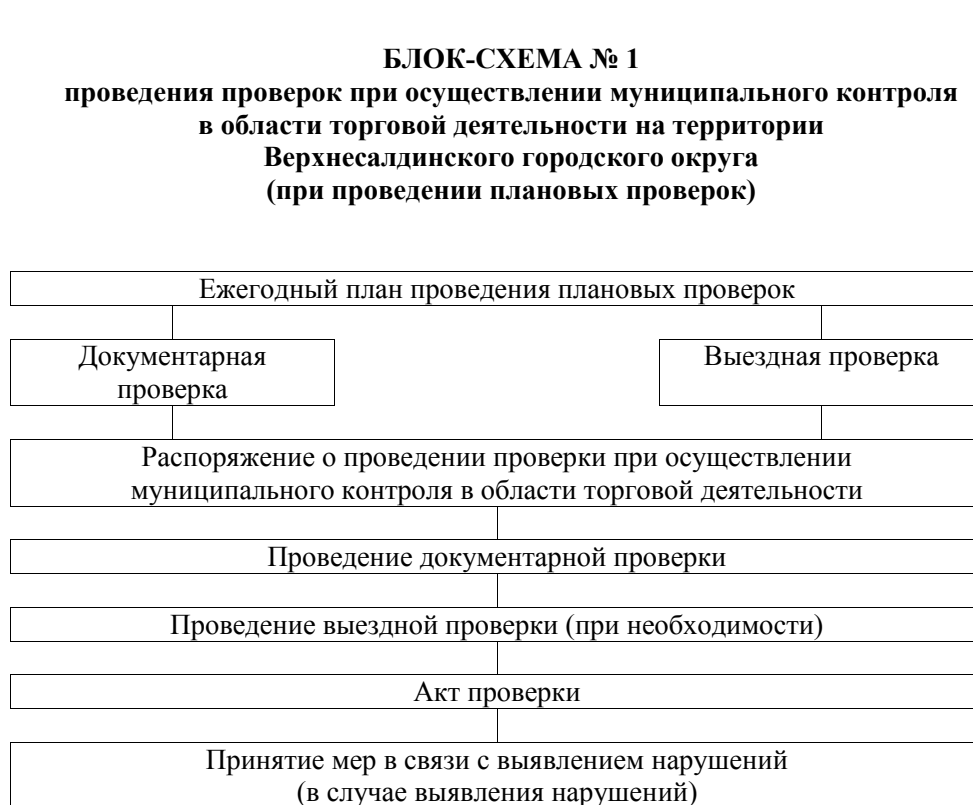 БЛОК-СХЕМА № 1
проведения проверок при осуществлении муниципального контроля
в области торговой деятельности на территории
Верхнесалдинского городского округа
(при проведении плановых проверок)
Ежегодный план проведения плановых проверок
Документарная
проверка
Выездная проверка
Распоряжение о проведении проверки при осуществлении
муниципального контроля в области торговой деятельности
Проведение документарной проверки
Проведение выездной проверки (при необходимости)
Акт проверки
Принятие мер в связи с выявлением нарушений
(в случае выявления нарушений)